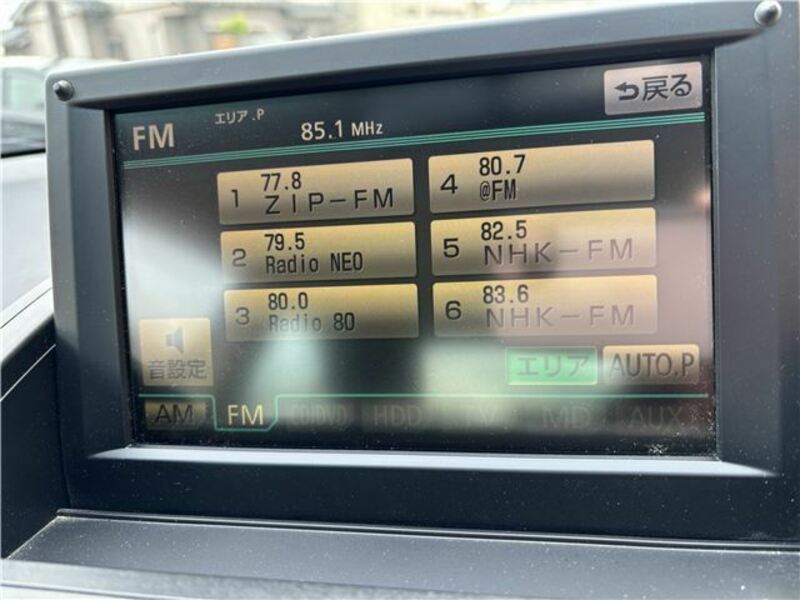 FM エリア.P 85.1 MHz 戻る
1 77.8 ZIP-FM
4 80.7 @FM
2 79.5 Radio NEO
5 82.5 NHK-FM
3 80.0 Radio 80
6 83.6 NHK-FM
音設定 エリア AUTO.P
AM FM CD/DVD HDD TV MD AUX